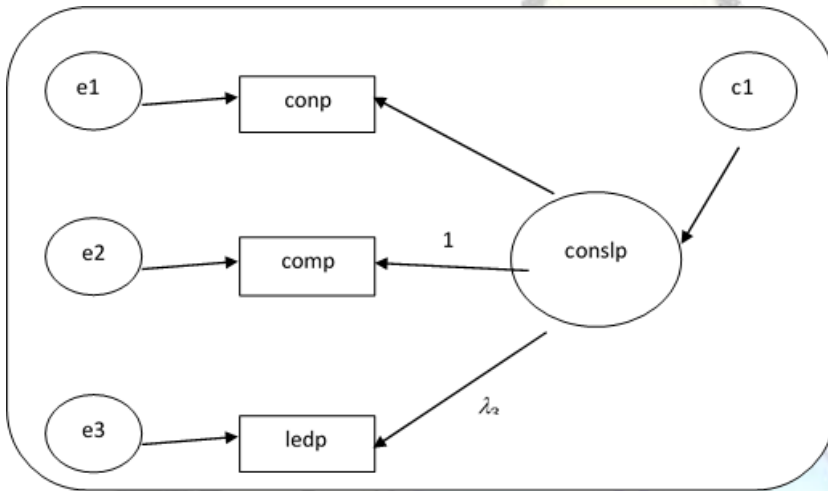 e1
conp
c1
e2
comp
1
conslp
e3
ledp
λ₃